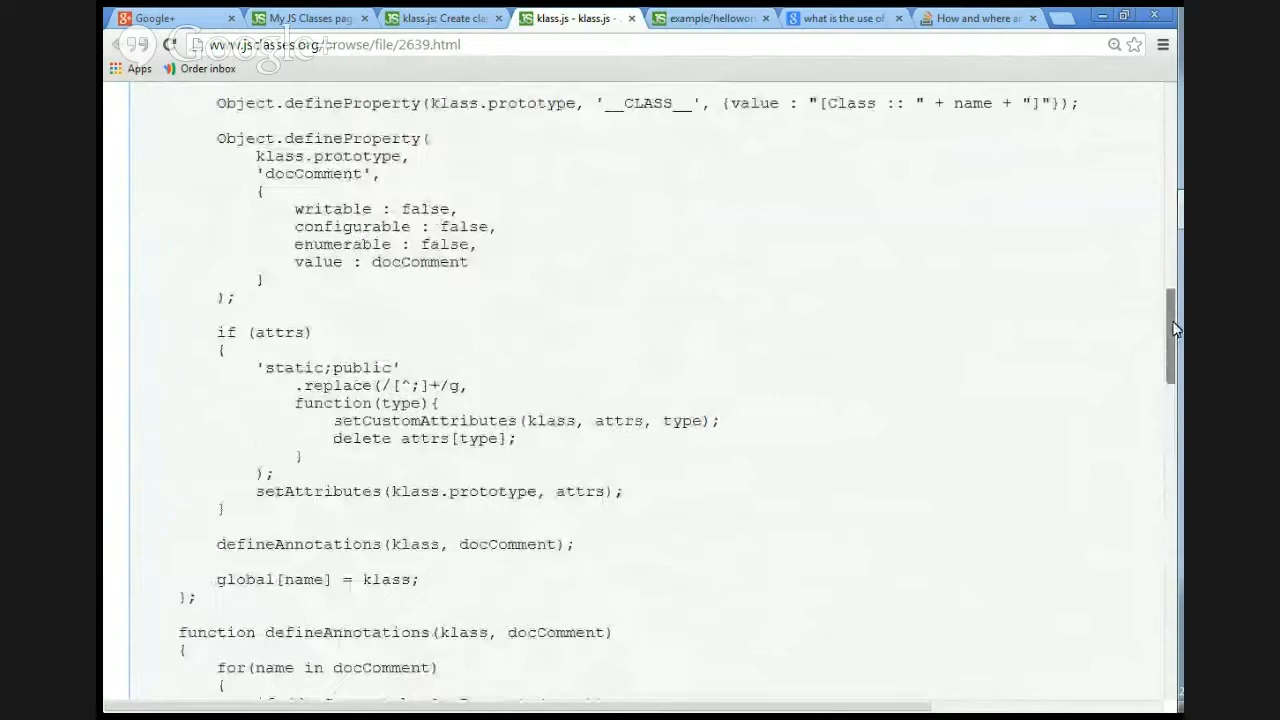 Google+
My JS Classes pag
klass.js: Create cla
klass.js - klass.js -
example/hellowor
what is the use of
How and where ar
www.jsclasses.org/browse/file/2639.html
Google+
Apps
Order inbox
Object.defineProperty(klass.prototype, '__CLASS__', {value : "[Class :: " + name + "]"});
Object.defineProperty(
klass.prototype,
'docComment',
{
writable : false,
configurable : false,
enumerable : false,
value : docComment
}
);
if (attrs)
{
'static;public'
.replace(/[^;]+/g,
function(type){
setCustomAttributes(klass, attrs, type);
delete attrs[type];
}
);
setAttributes(klass.prototype, attrs);
}
defineAnnotations(klass, docComment);
global[name] = klass;
};
function defineAnnotations(klass, docComment)
{
for(name in docComment)
{